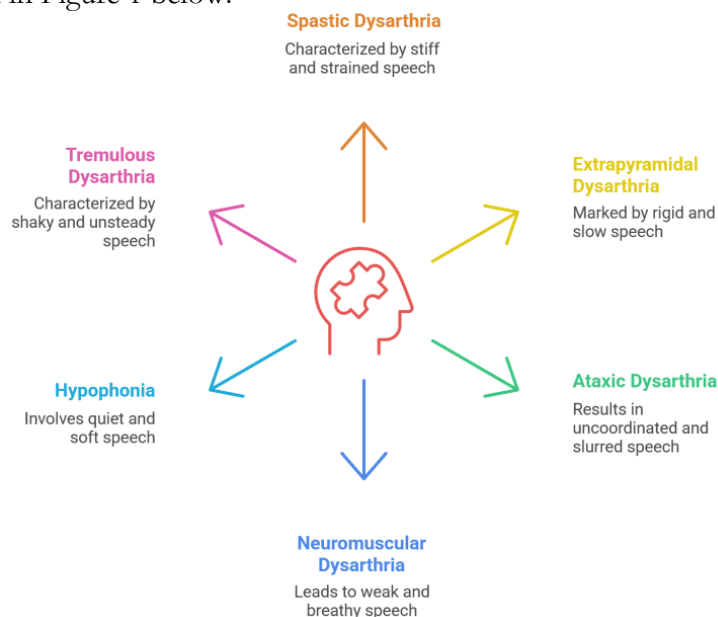 in Figure 1 below.
Spastic Dysarthria
Characterized by stiff
and strained speech
Tremulous
Dysarthria
Characterized by
shaky and unsteady
speech
Extrapyramidal
Dysarthria
Marked by rigid and
slow speech
Hypophonia
Involves quiet and
soft speech
Ataxic Dysarthria
Results in
uncoordinated and
slurred speech
Neuromuscular
Dysarthria
Leads to weak and
breathy speech